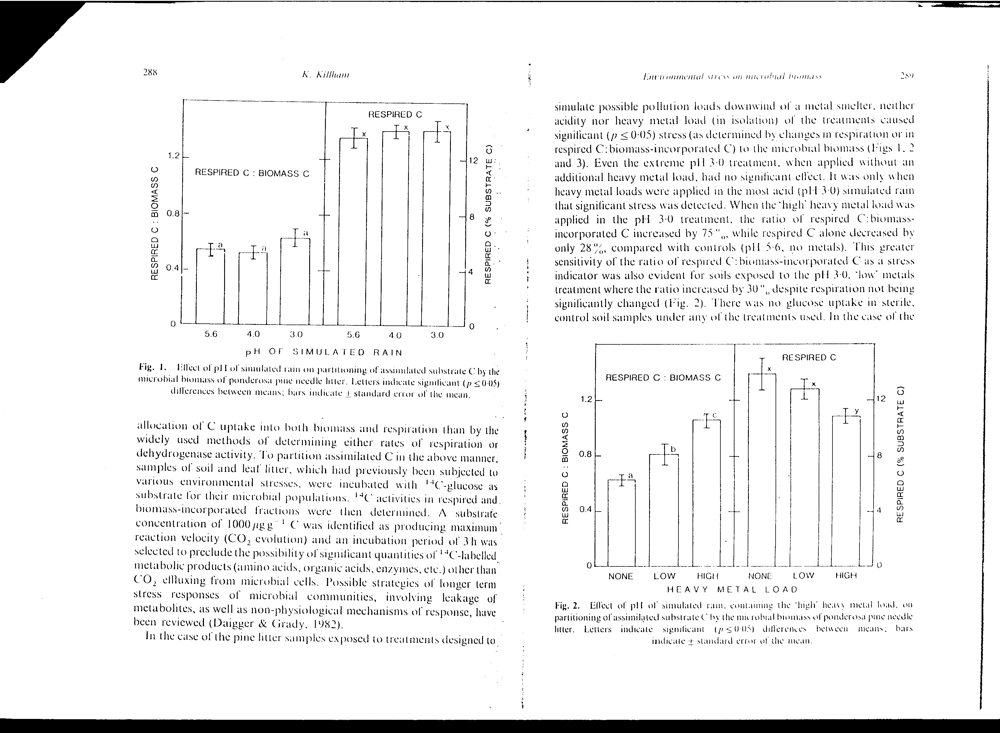 288
K. Killham
RESPIRED C
RESPIRED C : BIOMASS C
RESPIRED C : BIOMASS C
1.2
0.8
0.4
0
RESPIRED C (% SUBSTRATE C)
12
8
4
0
a
a
a
x
x
x
5.6 4.0 3.0 5.6 4.0 3.0
pH OF SIMULATED RAIN
Fig. 1. Effect of pH of simulated rain on partitioning of assimilated substrate C by the
microbial biomass of ponderosa pine needle litter. Letters indicate significant (p ≤ 0·05)
differences between means; bars indicate ± standard error of the mean.
allocation of C uptake into both biomass and respiration than by the
widely used methods of determining either rates of respiration or
dehydrogenase activity. To partition assimilated C in the above manner,
samples of soil and leaf litter, which had previously been subjected to
various environmental stresses, were incubated with ¹⁴C-glucose as
substrate for their microbial populations. ¹⁴C activities in respired and
biomass-incorporated fractions were then determined. A substrate
concentration of 1000 µg g⁻¹ C was identified as producing maximum
reaction velocity (CO₂ evolution) and an incubation period of 3 h was
selected to preclude the possibility of significant quantities of ¹⁴C-labelled
metabolic products (amino acids, organic acids, enzymes, etc.) other than
CO₂ effluxing from microbial cells. Possible strategies of longer term
stress responses of microbial communities, involving leakage of
metabolites, as well as non-physiological mechanisms of response, have
been reviewed (Daigger & Grady, 1982).
In the case of the pine litter samples exposed to treatments designed to
Environmental stress on microbial biomass
289
simulate possible pollution loads downwind of a metal smelter, neither
acidity nor heavy metal load (in isolation) of the treatments caused
significant (p ≤ 0·05) stress (as determined by changes in respiration or in
respired C:biomass-incorporated C) to the microbial biomass (Figs 1, 2
and 3). Even the extreme pH 3·0 treatment, when applied without an
additional heavy metal load, had no significant effect. It was only when
heavy metal loads were applied in the most acid (pH 3·0) simulated rain
that significant stress was detected. When the 'high' heavy metal load was
applied in the pH 3·0 treatment, the ratio of respired C:biomass-
incorporated C increased by 75%, while respired C alone decreased by
only 28%, compared with controls (pH 5·6, no metals). This greater
sensitivity of the ratio of respired C:biomass-incorporated C as a stress
indicator was also evident for soils exposed to the pH 3·0, 'low' metals
treatment where the ratio increased by 30% despite respiration not being
significantly changed (Fig. 2). There was no glucose uptake in sterile,
control soil samples under any of the treatments used. In the case of the
RESPIRED C
RESPIRED C : BIOMASS C
RESPIRED C : BIOMASS C
1.2
0.8
0.4
0
RESPIRED C (% SUBSTRATE C)
12
8
4
0
a
b
c
x
x
y
NONE LOW HIGH NONE LOW HIGH
HEAVY METAL LOAD
Fig. 2. Effect of pH of simulated rain, containing the 'high' heavy metal load, on
partitioning of assimilated substrate C by the microbial biomass of ponderosa pine needle
litter. Letters indicate significant (p ≤ 0·05) differences between means; bars
indicate ± standard error of the mean.